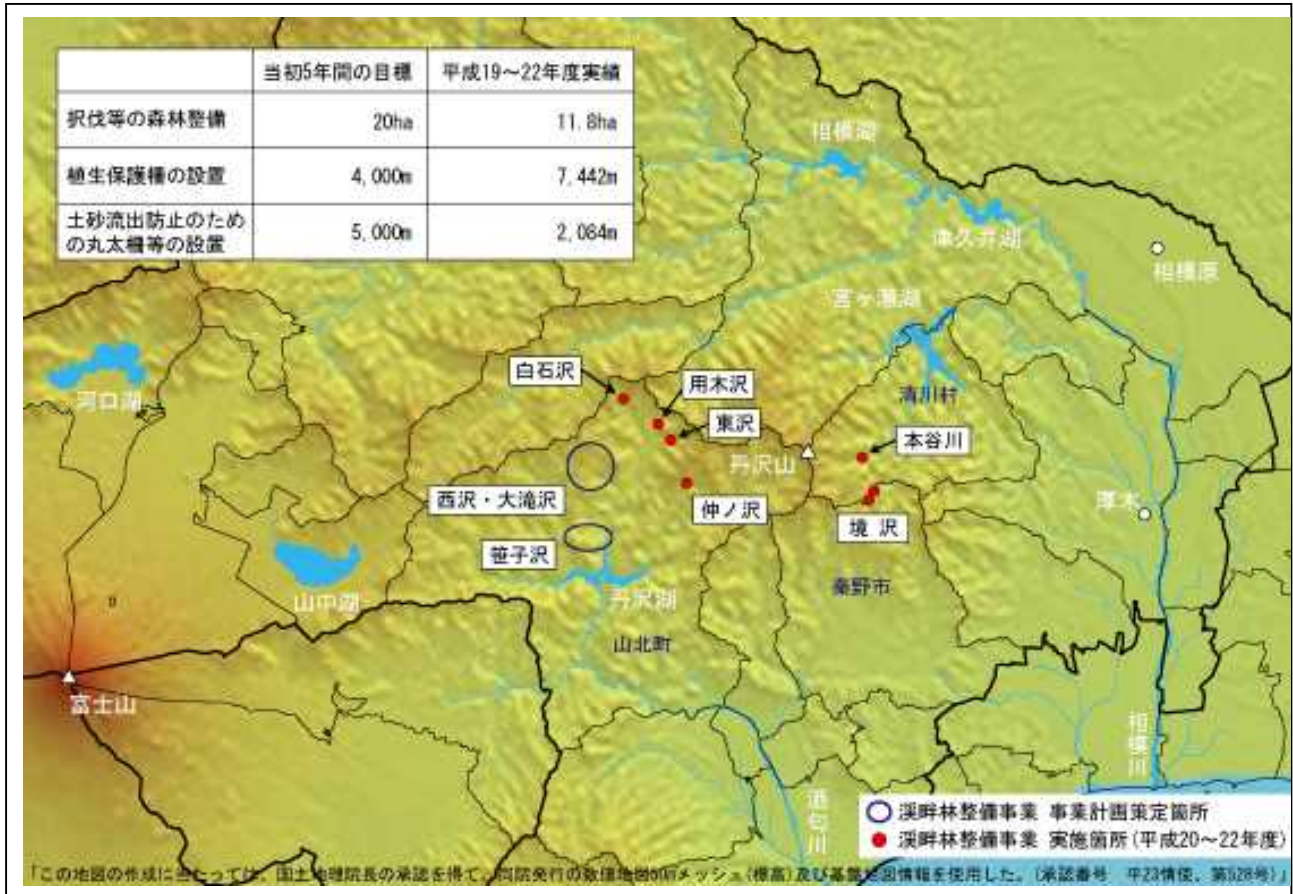 当初5年間の目標 平成19～22年度実績
択伐等の森林整備 20ha 11.8ha
植生保護柵の設置 4,000m 7,442m
土砂流出防止のため
の丸太柵等の設置 5,000m 2,064m
相模湖
津久井湖
相模原
宮ヶ瀬湖
白石沢
用木沢
河口湖
清川村
東沢
本谷川
丹沢山
西沢・大滝沢
仲ノ沢
厚木
境 沢
笹子沢
秦野市
山中湖
丹沢湖
山北町
富士山
相模川
酒匂川
渓畔林整備事業 事業計画策定箇所
渓畔林整備事業 実施箇所(平成20～22年度)
「この地図の作成に当たっては、国土地理院長の承認を得て、同院発行の数値地図50mメッシュ(標高)及び基盤地図情報を使用した。(承認番号 平23情使、第528号)」